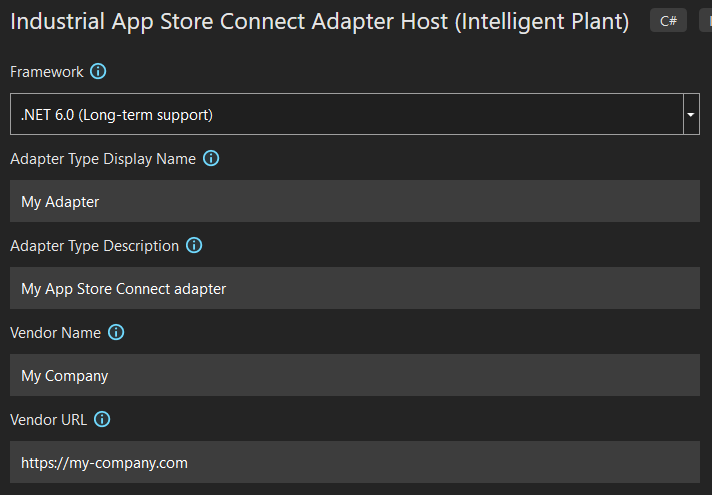 Industrial App Store Connect Adapter Host (Intelligent Plant) C#
Framework
.NET 6.0 (Long-term support)
Adapter Type Display Name
My Adapter
Adapter Type Description
My App Store Connect adapter
Vendor Name
My Company
Vendor URL
https://my-company.com